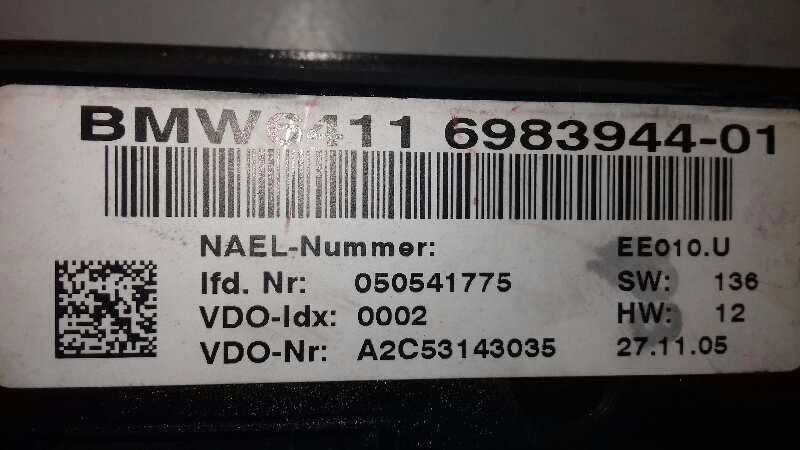 BMW6411 6983944-01
NAEL-Nummer: EE010.U
lfd. Nr: 050541775 SW: 136
VDO-Idx: 0002 HW: 12
VDO-Nr: A2C53143035 27.11.05